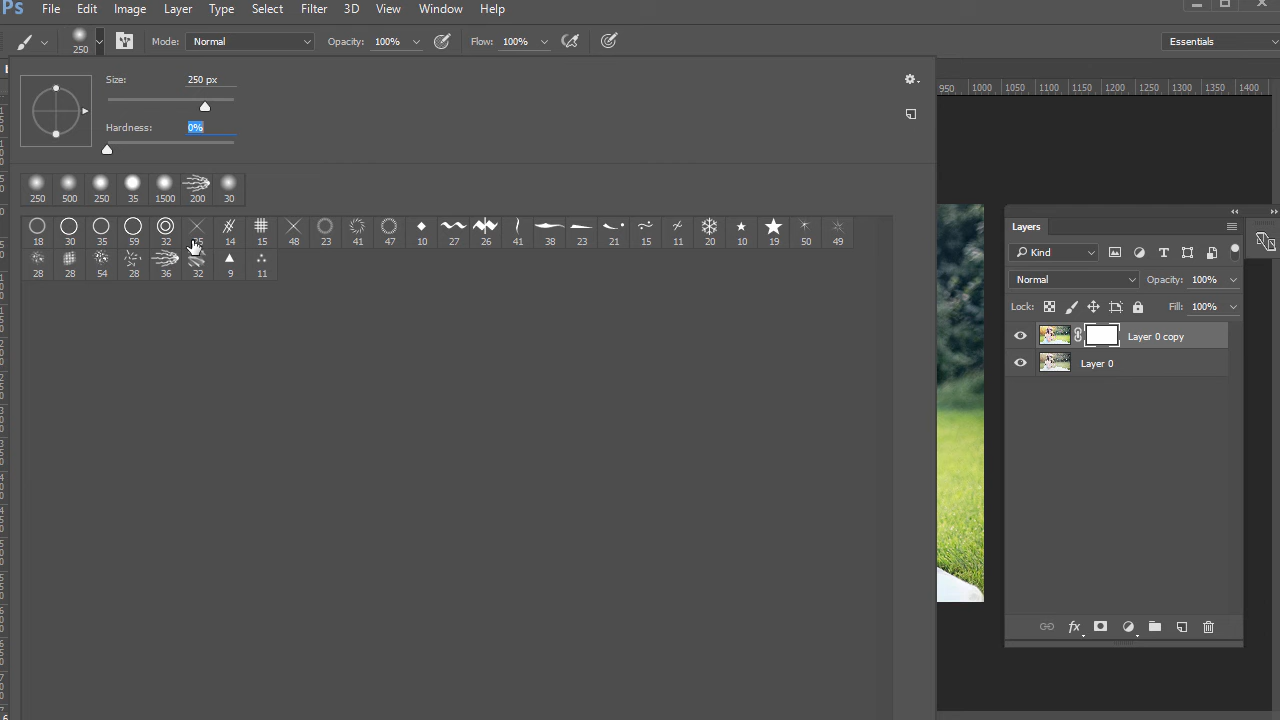 Ps File Edit Image Layer Type Select Filter 3D View Window Help
250 Mode: Normal Opacity: 100% Flow: 100% Essentials
Size: 250 px
950 1000 1050 1100 1150 1200 1250 1300 1350 1400
Hardness: 0%
250 500 250 35 1500 200 30
18 30 35 59 32 14 15 48 23 41 47 10 27 26 41 38 23 21 15 11 20 10 19 50 49
28 28 54 28 36 32 9 11
Layers
Kind
Normal Opacity: 100%
Lock: Fill: 100%
Layer 0 copy
Layer 0
fx